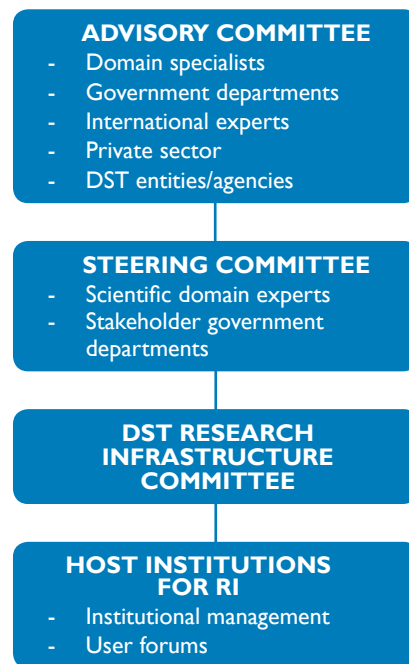 ADVISORY COMMITTEE
- Domain specialists
- Government departments
- International experts
- Private sector
- DST entities/agencies
STEERING COMMITTEE
- Scientific domain experts
- Stakeholder government
departments
DST RESEARCH
INFRASTRUCTURE
COMMITTEE
HOST INSTITUTIONS
FOR RI
- Institutional management
- User forums